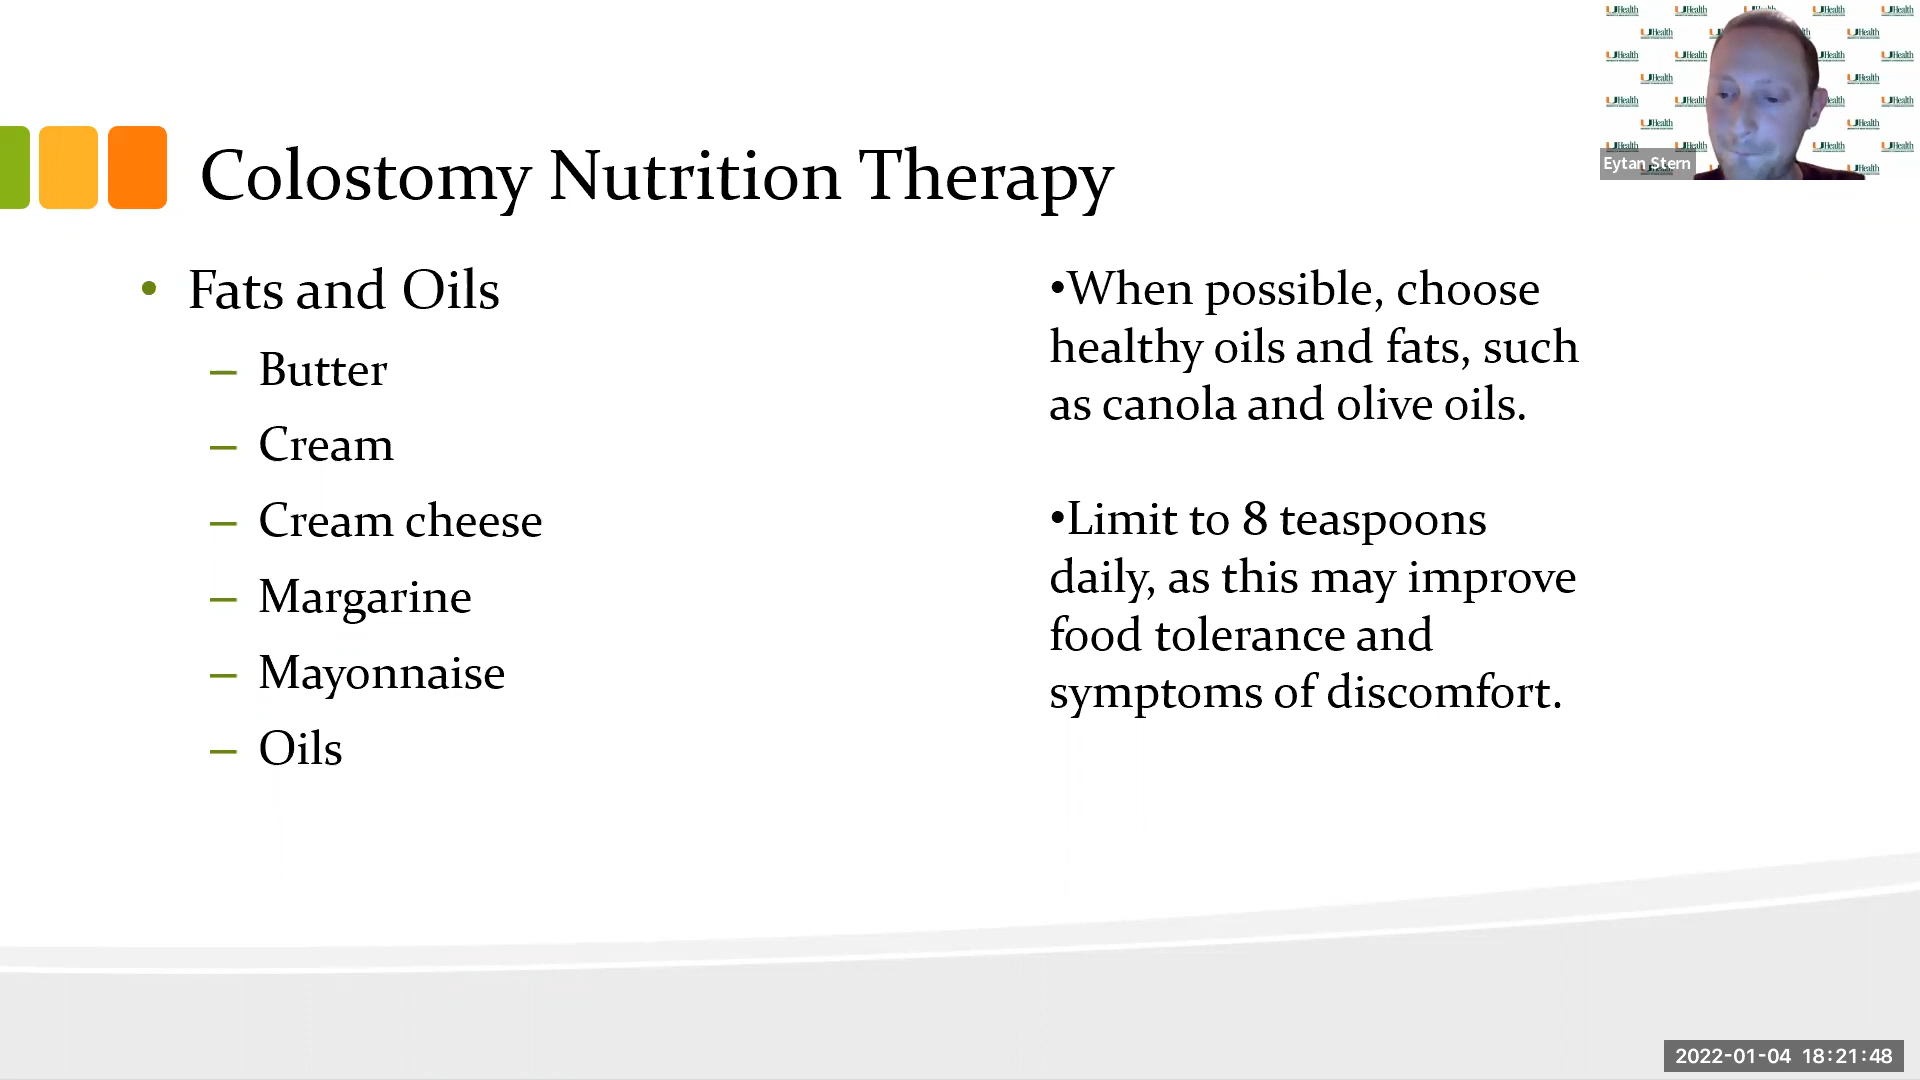 Colostomy Nutrition Therapy
• Fats and Oils
– Butter
– Cream
– Cream cheese
– Margarine
– Mayonnaise
– Oils
•When possible, choose
healthy oils and fats, such
as canola and olive oils.
•Limit to 8 teaspoons
daily, as this may improve
food tolerance and
symptoms of discomfort.
UHealth
Eytan Stern
2022-01-04 18:21:48